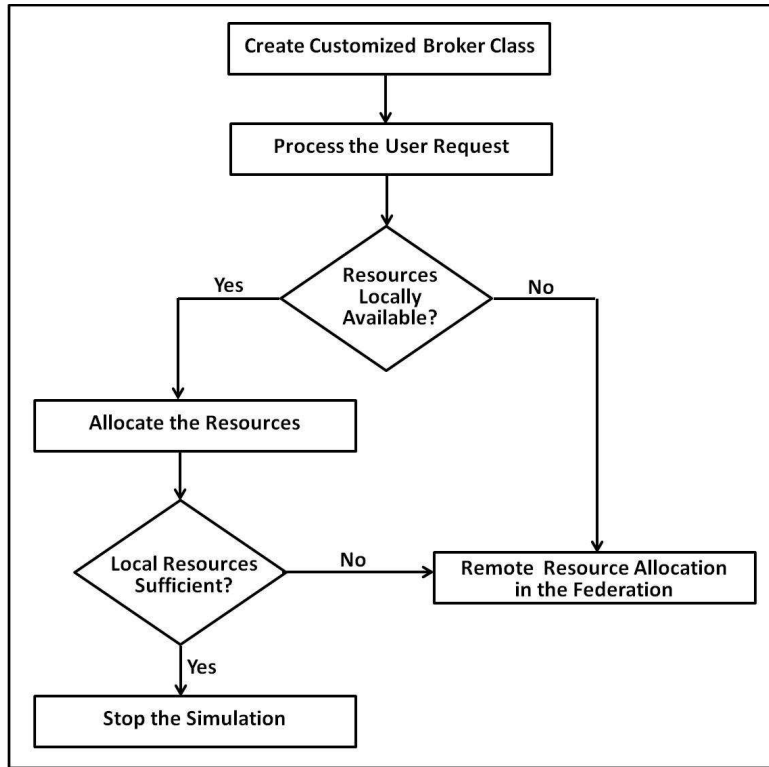 Create Customized Broker Class
Process the User Request
Resources
Locally
Available?
Yes
No
Allocate the Resources
Local Resources
Sufficient?
No
Remote Resource Allocation
in the Federation
Yes
Stop the Simulation